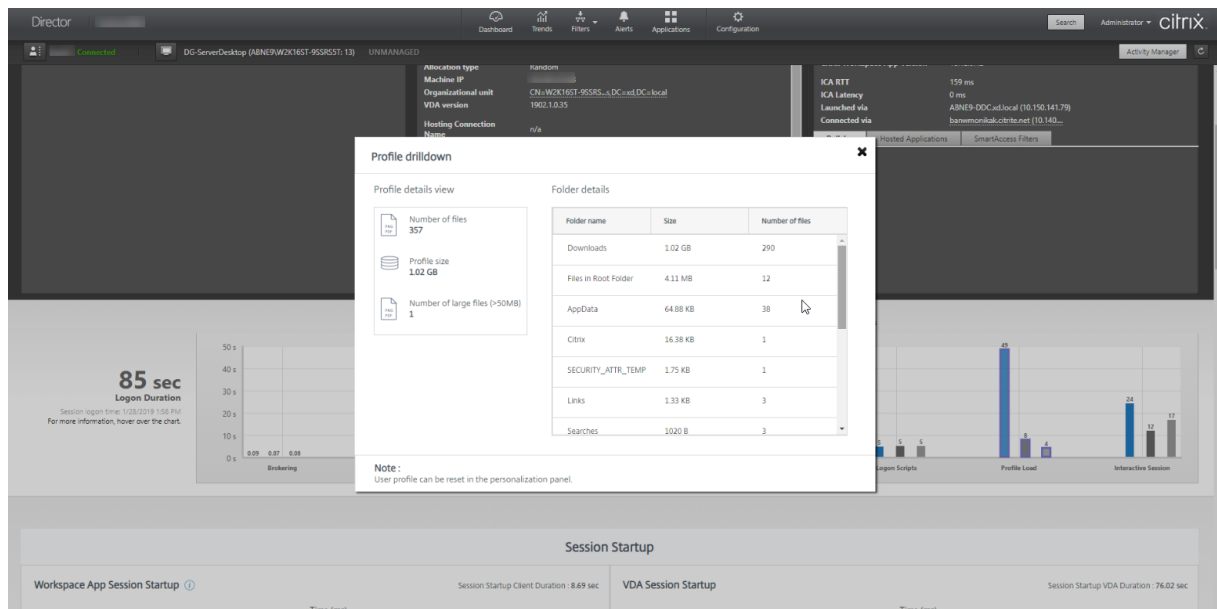 Director
Dashboard
Trends
Filters
Alerts
Applications
Configuration
Search
Administrator
citrix
Connected
DG-ServerDesktop (ABNE9\W2K16ST-9SSRS5T: 13)
UNMANAGED
Activity Manager
Allocation type Random
Machine IP
Organizational unit CN=W2K16ST-9SSRS...s,DC=xd,DC=local
VDA version 1902.1.0.35
Hosting Connection Name n/a
ICA RTT 159 ms
ICA Latency 0 ms
Launched via ABNE9-DDC.xd.local (10.150.141.79)
Connected via banwmonikak.citrite.net (10.140....
Hosted Applications
SmartAccess Filters
Profile drilldown
Profile details view
Number of files
357
Profile size
1.02 GB
Number of large files (>50MB)
1
Folder details
Folder name Size Number of files
Downloads 1.02 GB 290
Files in Root Folder 4.11 MB 12
AppData 64.88 KB 38
Citrix 16.38 KB 1
SECURITY_ATTR_TEMP 1.75 KB 1
Links 1.33 KB 3
Searches 1020 B 3
Note :
User profile can be reset in the personalization panel.
85 sec
Logon Duration
Session logon time: 1/28/2019 1:58 PM
For more information, hover over the chart.
50 s
40 s
30 s
20 s
10 s
0 s
0.09 0.07 0.08
Brokering
5 5 5
Logon Scripts
49 8 4
Profile Load
24 12 17
Interactive Session
Session Startup
Workspace App Session Startup
Session Startup Client Duration : 8.69 sec
VDA Session Startup
Session Startup VDA Duration : 76.02 sec